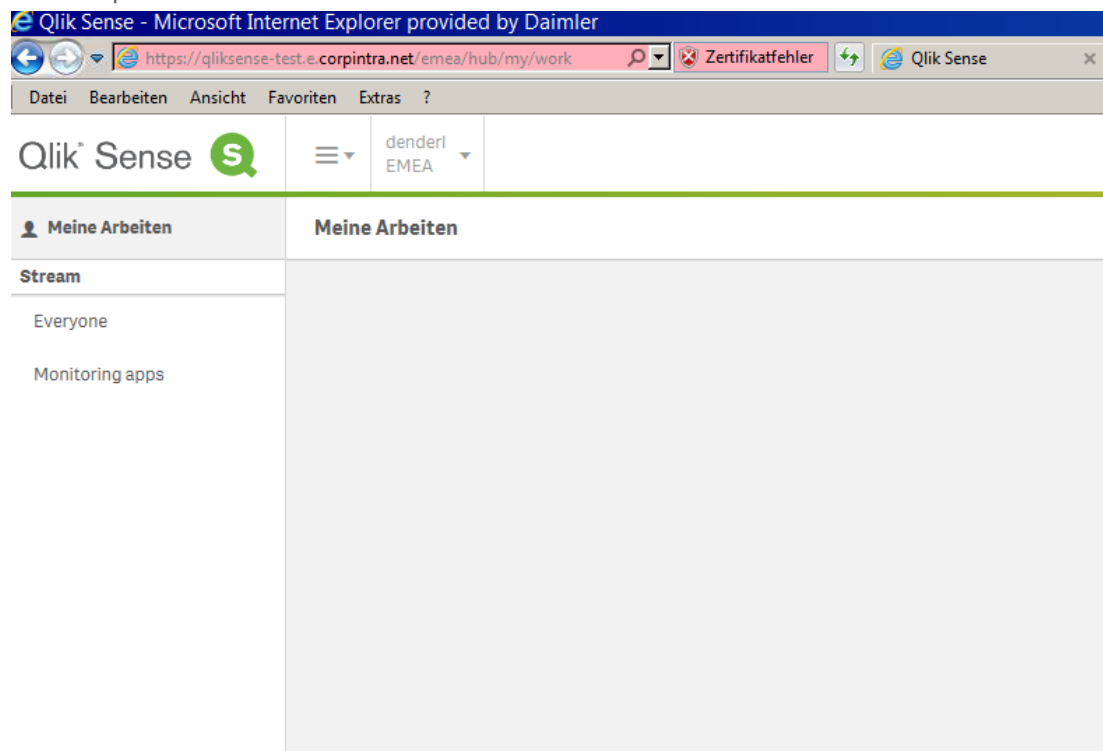 Qlik Sense - Microsoft Internet Explorer provided by Daimler
https://qliksense-test.e.corpintra.net/emea/hub/my/work Zertifikatfehler Qlik Sense
Datei Bearbeiten Ansicht Favoriten Extras ?
Qlik Sense S
denderl
EMEA
Meine Arbeiten
Meine Arbeiten
Stream
Everyone
Monitoring apps